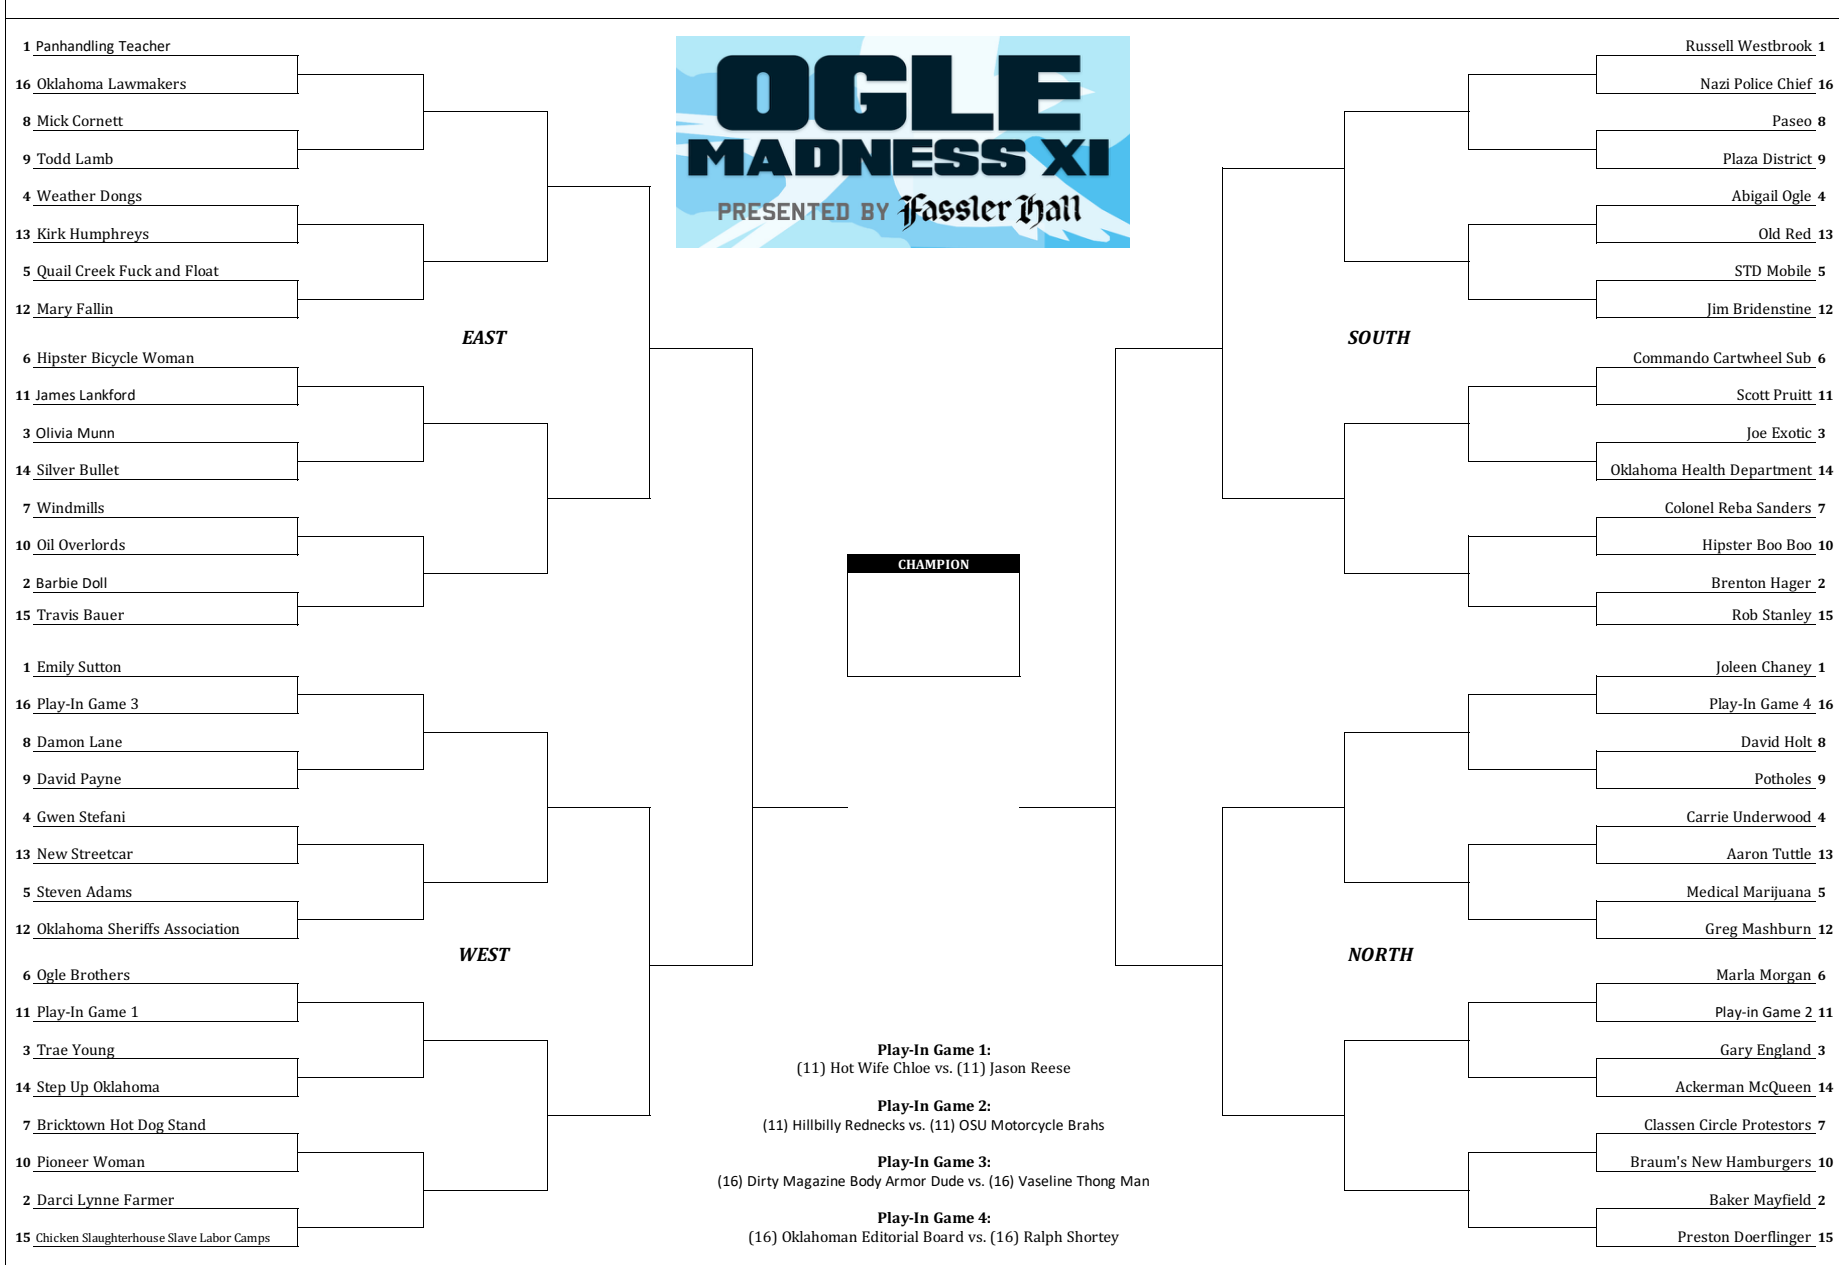 OGLE
MADNESS XI
PRESENTED BY Fassler Hall
1 Panhandling Teacher
16 Oklahoma Lawmakers
8 Mick Cornett
9 Todd Lamb
4 Weather Dongs
13 Kirk Humphreys
5 Quail Creek Fuck and Float
12 Mary Fallin
EAST
6 Hipster Bicycle Woman
11 James Lankford
3 Olivia Munn
14 Silver Bullet
7 Windmills
10 Oil Overlords
2 Barbie Doll
15 Travis Bauer
1 Emily Sutton
16 Play-In Game 3
8 Damon Lane
9 David Payne
4 Gwen Stefani
13 New Streetcar
5 Steven Adams
12 Oklahoma Sheriffs Association
WEST
6 Ogle Brothers
11 Play-In Game 1
3 Trae Young
14 Step Up Oklahoma
7 Bricktown Hot Dog Stand
10 Pioneer Woman
2 Darci Lynne Farmer
15 Chicken Slaughterhouse Slave Labor Camps
CHAMPION
Play-In Game 1:
(11) Hot Wife Chloe vs. (11) Jason Reese
Play-In Game 2:
(11) Hillbilly Rednecks vs. (11) OSU Motorcycle Brahs
Play-In Game 3:
(16) Dirty Magazine Body Armor Dude vs. (16) Vaseline Thong Man
Play-In Game 4:
(16) Oklahoman Editorial Board vs. (16) Ralph Shortey
Russell Westbrook 1
Nazi Police Chief 16
Paseo 8
Plaza District 9
Abigail Ogle 4
Old Red 13
STD Mobile 5
Jim Bridenstine 12
SOUTH
Commando Cartwheel Sub 6
Scott Pruitt 11
Joe Exotic 3
Oklahoma Health Department 14
Colonel Reba Sanders 7
Hipster Boo Boo 10
Brenton Hager 2
Rob Stanley 15
Joleen Chaney 1
Play-In Game 4 16
David Holt 8
Potholes 9
Carrie Underwood 4
Aaron Tuttle 13
Medical Marijuana 5
Greg Mashburn 12
NORTH
Marla Morgan 6
Play-in Game 2 11
Gary England 3
Ackerman McQueen 14
Classen Circle Protestors 7
Braum's New Hamburgers 10
Baker Mayfield 2
Preston Doerflinger 15